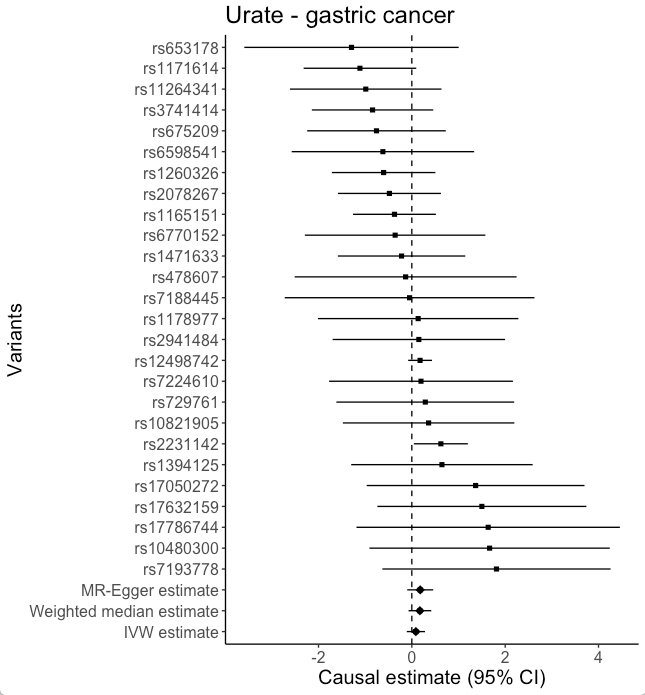 Urate - gastric cancer
Variants
rs653178
rs1171614
rs11264341
rs3741414
rs675209
rs6598541
rs1260326
rs2078267
rs1165151
rs6770152
rs1471633
rs478607
rs7188445
rs1178977
rs2941484
rs12498742
rs7224610
rs729761
rs10821905
rs2231142
rs1394125
rs17050272
rs17632159
rs17786744
rs10480300
rs7193778
MR-Egger estimate
Weighted median estimate
IVW estimate
-2 0 2 4
Causal estimate (95% CI)